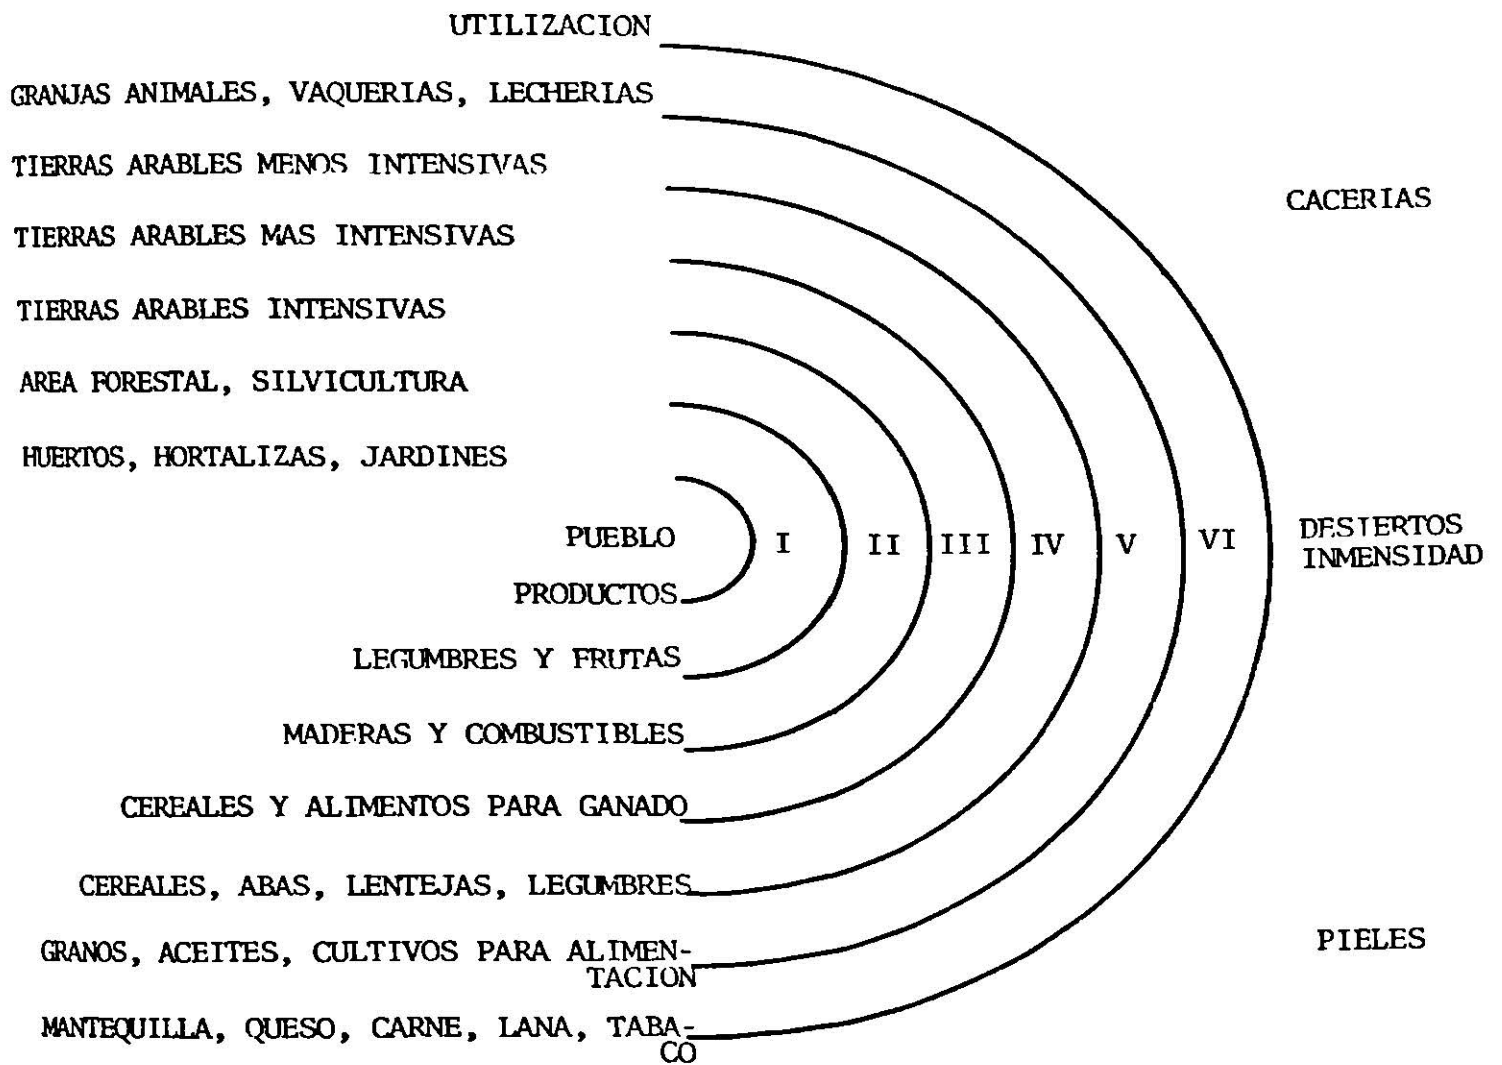 UTILIZACION
GRANJAS ANIMALES, VAQUERIAS, LECHERIAS
TIERRAS ARABLES MENOS INTENSIVAS
CACERIAS
TIERRAS ARABLES MAS INTENSIVAS
TIERRAS ARABLES INTENSIVAS
AREA FORESTAL, SILVICULTURA
HUERTOS, HORTALIZAS, JARDINES
PUEBLO
I
II
III
IV
V
VI
DESIERTOS
INMENSIDAD
PRODUCTOS
LEGUMBRES Y FRUTAS
MADERAS Y COMBUSTIBLES
CEREALES Y ALIMENTOS PARA GANADO
CEREALES, ABAS, LENTEJAS, LEGUMBRES
GRANOS, ACEITES, CULTIVOS PARA ALIMEN-
TACION
PIELES
MANTEQUILLA, QUESO, CARNE, LANA, TABA-
CO